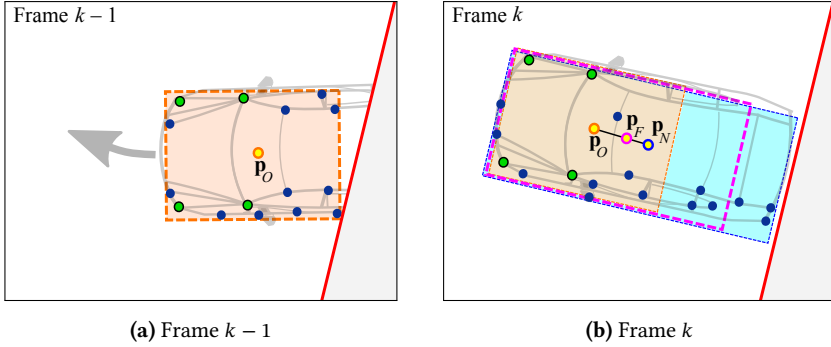 Frame k – 1
p_O
(a) Frame k − 1
Frame k
p_O p_F p_N
(b) Frame k